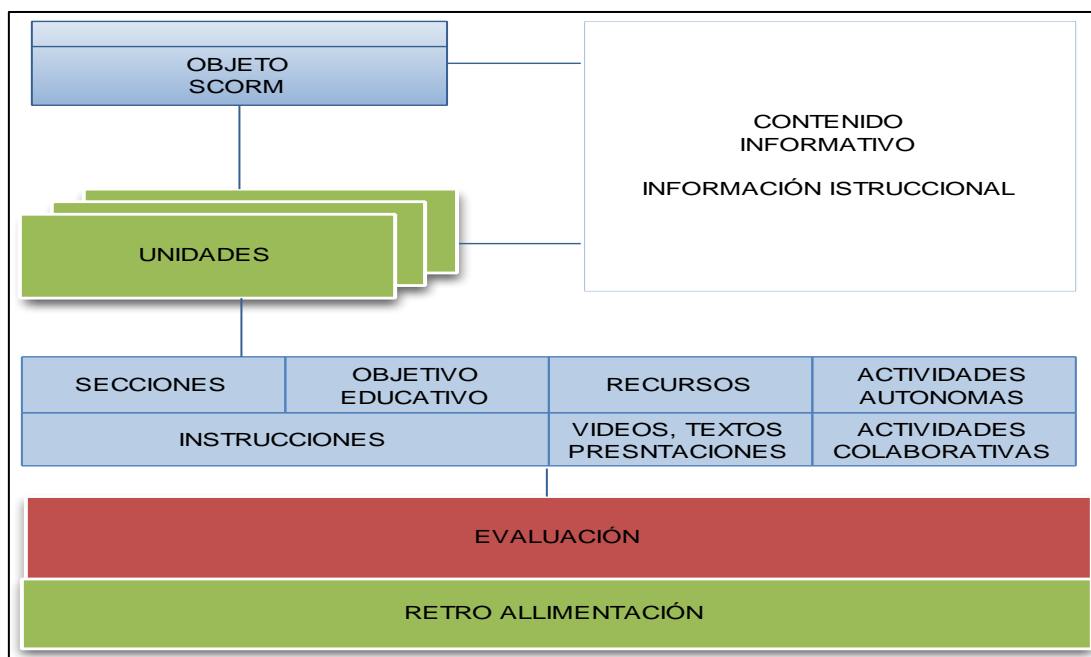 OBJETO
SCORM
CONTENIDO
INFORMATIVO
INFORMACIÓN ISTRUCCIONAL
UNIDADES
SECCIONES
OBJETIVO
EDUCATIVO
RECURSOS
ACTIVIDADES
AUTONOMAS
INSTRUCCIONES
VIDEOS, TEXTOS
PRESNTACIONES
ACTIVIDADES
COLABORATIVAS
EVALUACIÓN
RETRO ALLIMENTACIÓN